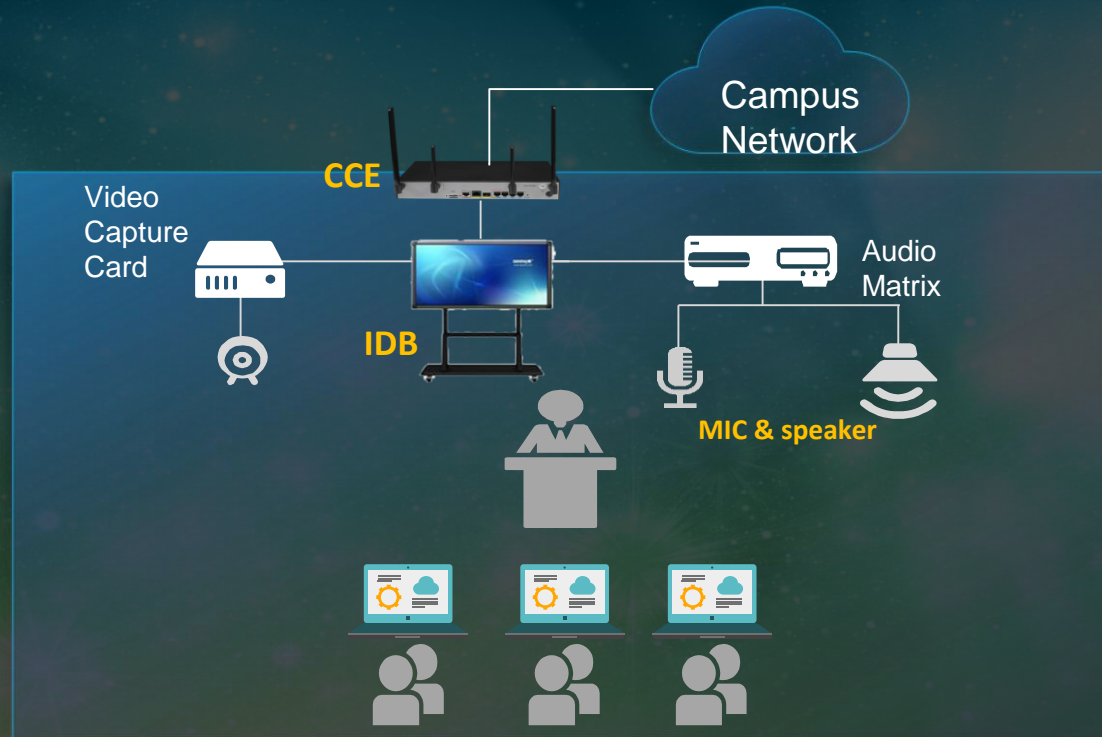 Campus
Network
CCE
Video
Capture
Card
Audio
Matrix
IDB
MIC & speaker